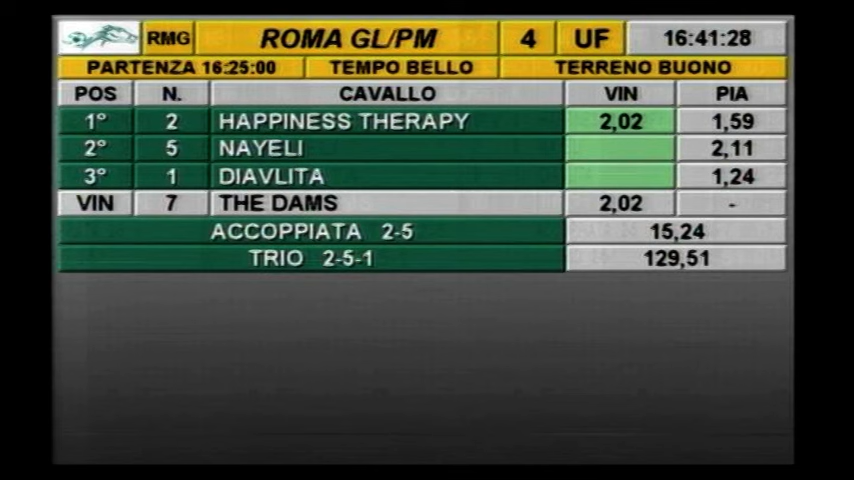 RMG ROMA GL/PM 4 UF 16:41:28
PARTENZA 16:25:00 TEMPO BELLO TERRENO BUONO
POS N. CAVALLO VIN PIA
1° 2 HAPPINESS THERAPY 2,02 1,59
2° 5 NAYELI 2,11
3° 1 DIAVLITA 1,24
VIN 7 THE DAMS 2,02 -
ACCOPPIATA 2-5 15,24
TRIO 2-5-1 129,51